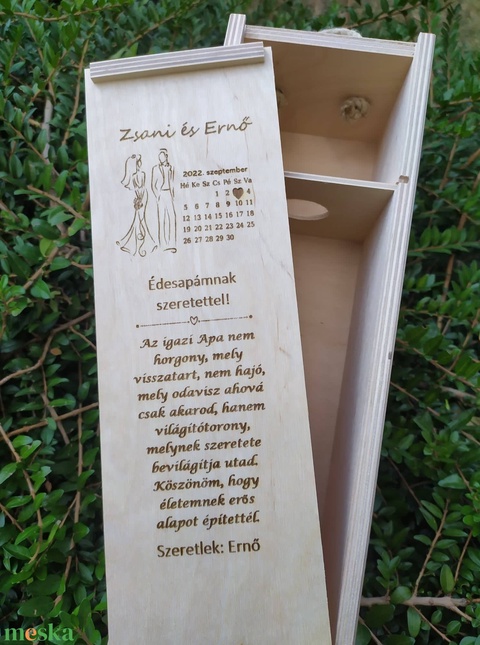 Zsani és Ernő
2022. szeptember
Hé Ke Sz Cs Pé Sz Va
1 2 4
5 6 7 8 9 10 11
12 13 14 15 16 17 18
19 20 21 22 23 24 25
26 27 28 29 30
Édesapámnak
szeretettel!
Az igazi Apa nem
horgony, mely
visszatart, nem hajó,
mely odavisz ahová
csak akarod, hanem
világítótorony,
melynek szeretete
bevilágítja utad.
Köszönöm, hogy
életemnek erős
alapot építettél.
Szeretlek: Ernő
meska